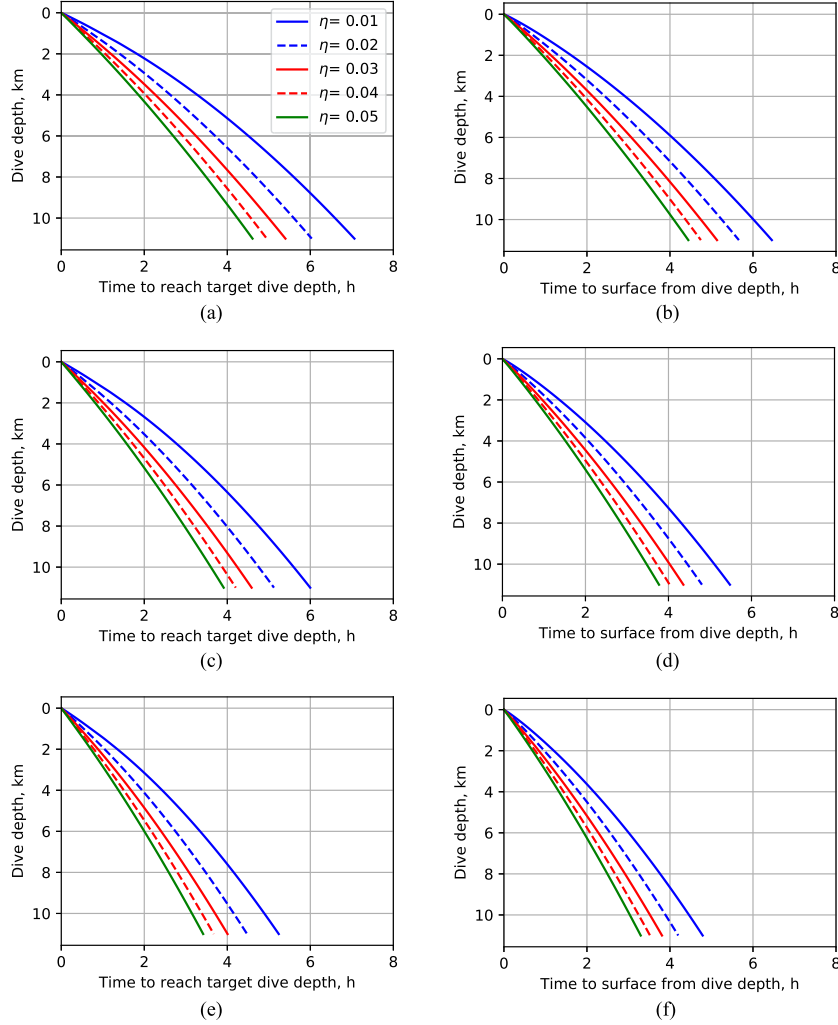 0
2
4
6
8
10
Dive depth, km
η= 0.01
η= 0.02
η= 0.03
η= 0.04
η= 0.05
0
2
4
6
8
Time to reach target dive depth, h
(a)
0
2
4
6
8
10
Dive depth, km
0
2
4
6
8
Time to surface from dive depth, h
(b)
0
2
4
6
8
10
Dive depth, km
0
2
4
6
8
Time to reach target dive depth, h
(c)
0
2
4
6
8
10
Dive depth, km
0
2
4
6
8
Time to surface from dive depth, h
(d)
0
2
4
6
8
10
Dive depth, km
0
2
4
6
8
Time to reach target dive depth, h
(e)
0
2
4
6
8
10
Dive depth, km
0
2
4
6
8
Time to surface from dive depth, h
(f)